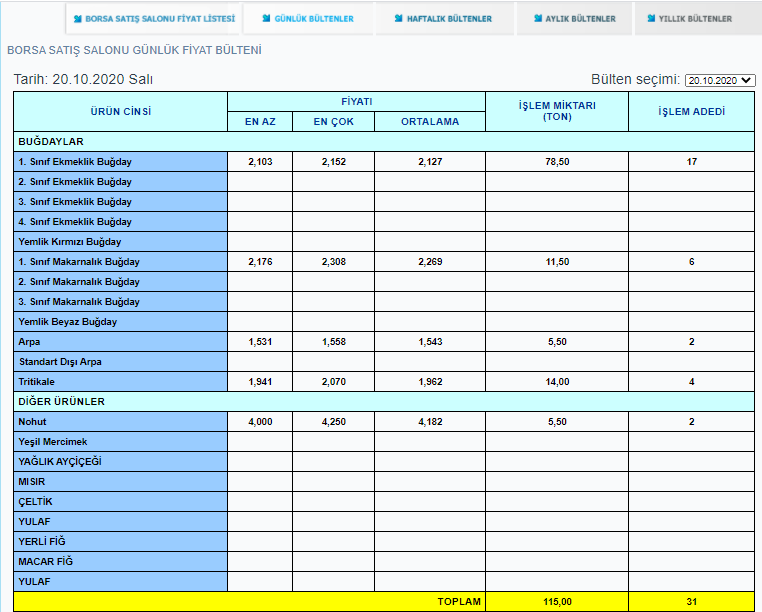 BORSA SATIŞ SALONU FİYAT LİSTESİ GÜNLÜK BÜLTENLER HAFTALIK BÜLTENLER AYLIK BÜLTENLER YILLIK BÜLTENLER
BORSA SATIŞ SALONU GÜNLÜK FİYAT BÜLTENİ
Tarih: 20.10.2020 Salı Bülten seçimi: 20.10.2020
ÜRÜN CİNSİ FİYATI İŞLEM MİKTARI (TON) İŞLEM ADEDİ
EN AZ EN ÇOK ORTALAMA
BUĞDAYLAR
1. Sınıf Ekmeklik Buğday 2,103 2,152 2,127 78,50 17
2. Sınıf Ekmeklik Buğday
3. Sınıf Ekmeklik Buğday
4. Sınıf Ekmeklik Buğday
Yemlik Kırmızı Buğday
1. Sınıf Makarnalık Buğday 2,176 2,308 2,269 11,50 6
2. Sınıf Makarnalık Buğday
3. Sınıf Makarnalık Buğday
Yemlik Beyaz Buğday
Arpa 1,531 1,558 1,543 5,50 2
Standart Dışı Arpa
Tritikale 1,941 2,070 1,962 14,00 4
DİĞER ÜRÜNLER
Nohut 4,000 4,250 4,182 5,50 2
Yeşil Mercimek
YAĞLIK AYÇİÇEĞİ
MISIR
ÇELTİK
YULAF
YERLİ FİĞ
MACAR FİĞ
YULAF
TOPLAM 115,00 31